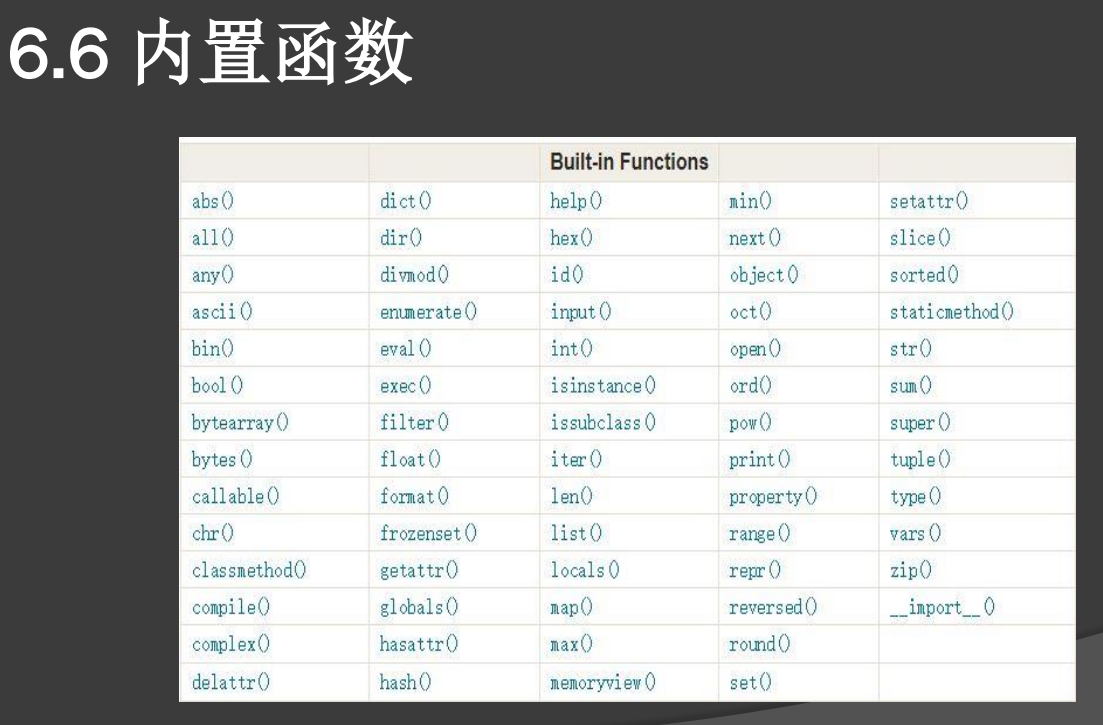 6.6 内置函数
Built-in Functions
abs() dict() help() min() setattr()
all() dir() hex() next() slice()
any() divmod() id() object() sorted()
ascii() enumerate() input() oct() staticmethod()
bin() eval() int() open() str()
bool() exec() isinstance() ord() sum()
bytearray() filter() issubclass() pow() super()
bytes() float() iter() print() tuple()
callable() format() len() property() type()
chr() frozenset() list() range() vars()
classmethod() getattr() locals() repr() zip()
compile() globals() map() reversed() __import__()
complex() hasattr() max() round()
delattr() hash() memoryview() set()